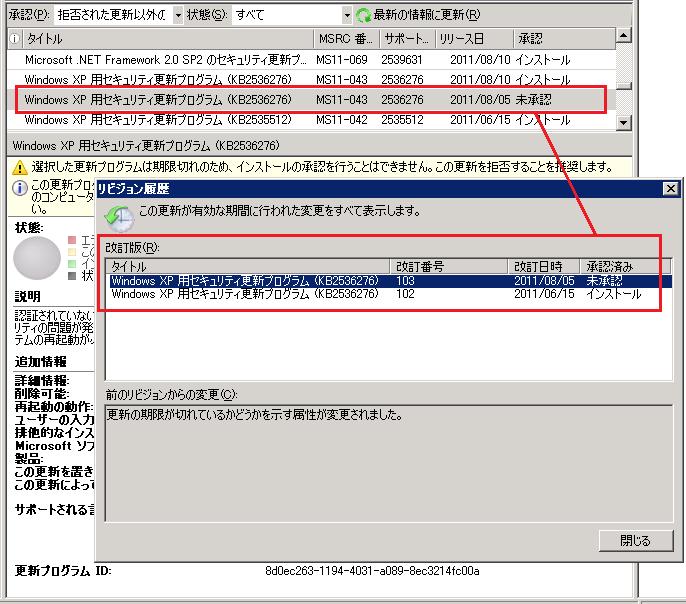 承認(P): 拒否された更新以外の 状態(S): すべて 最新の情報に更新(R)
タイトル MSRC 番... サポート... リリース日 承認
Microsoft .NET Framework 2.0 SP2 のセキュリティ更新プ... MS11-069 2539631 2011/08/10 インストール
Windows XP 用セキュリティ更新プログラム (KB2536276) MS11-043 2536276 2011/08/10 インストール
Windows XP 用セキュリティ更新プログラム (KB2536276) MS11-043 2536276 2011/08/05 未承認
Windows XP 用セキュリティ更新プログラム (KB2535512) MS11-042 2535512 2011/06/15 インストール
Windows XP 用セキュリティ更新プログラム (KB2536276)
選択した更新プログラムは期限切れのため、インストールの承認を行うことはできません。この更新を拒否することを推奨します。
この更新プロ
のコンピュータ
い。
リビジョン履歴
この更新が有効な期間に行われた変更をすべて表示します。
改訂版(R):
タイトル 改訂番号 改訂日時 承認済み
Windows XP 用セキュリティ更新プログラム (KB2536276) 103 2011/08/05 未承認
Windows XP 用セキュリティ更新プログラム (KB2536276) 102 2011/06/15 インストール
前のリビジョンからの変更(C):
更新の期限が切れているかどうかを示す属性が変更されました。
閉じる
状態:
エラ
この
イン
状
説明
認証されていない
リティの問題が発
テムの再起動が
追加情報
詳細情報:
削除可能:
再起動の動作:
ユーザーの入力
排他的なインス
Microsoft ソフ
製品:
この更新を置き
この更新によって
サポートされる言
更新プログラム ID: 8d0ec263-1194-4031-a089-8ec3214fc00a